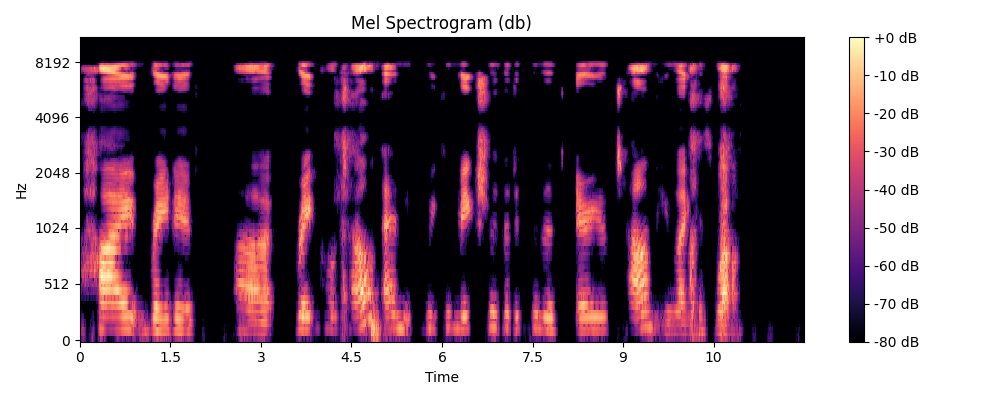 Mel Spectrogram (db)
8192
4096
2048
1024
512
0
Hz
0 1.5 3 4.5 6 7.5 9 10
Time
+0 dB
-10 dB
-20 dB
-30 dB
-40 dB
-50 dB
-60 dB
-70 dB
-80 dB